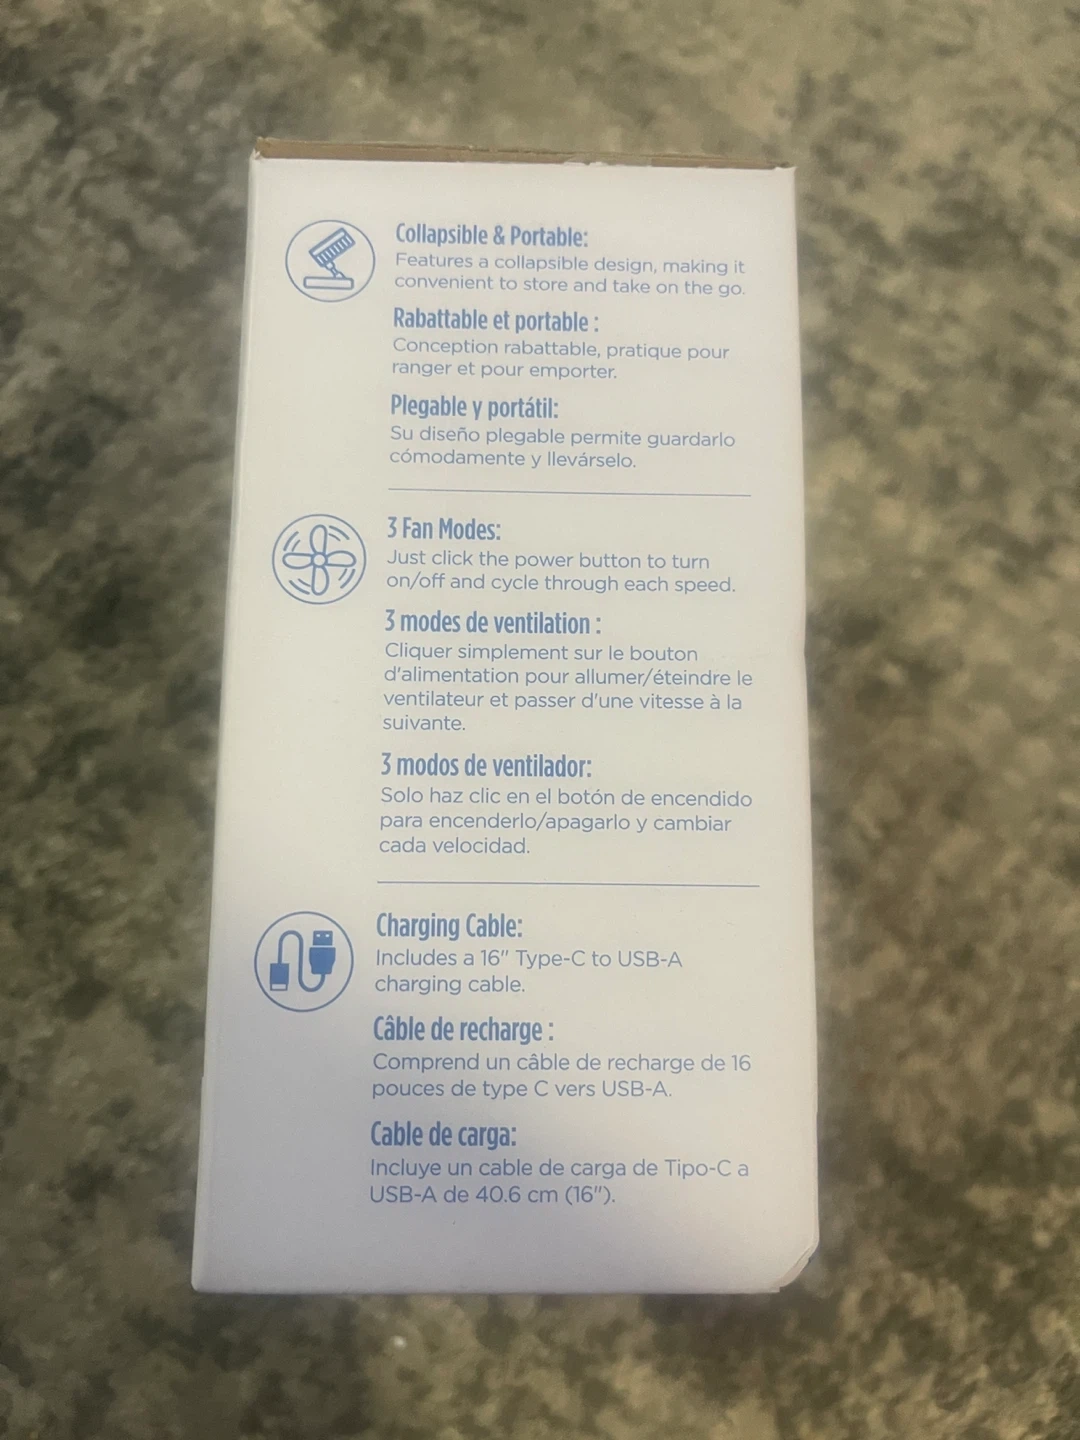 Collapsible & Portable:
Features a collapsible design, making it
convenient to store and take on the go.
Rabattable et portable :
Conception rabattable, pratique pour
ranger et pour emporter.
Plegable y portátil:
Su diseño plegable permite guardarlo
cómodamente y llevárselo.
3 Fan Modes:
Just click the power button to turn
on/off and cycle through each speed.
3 modes de ventilation :
Cliquer simplement sur le bouton
d'alimentation pour allumer/éteindre le
ventilateur et passer d'une vitesse à la
suivante.
3 modos de ventilador:
Solo haz clic en el botón de encendido
para encenderlo/apagarlo y cambiar
cada velocidad.
Charging Cable:
Includes a 16" Type-C to USB-A
charging cable.
Câble de recharge :
Comprend un câble de recharge de 16
pouces de type C vers USB-A.
Cable de carga:
Incluye un cable de carga de Tipo-C a
USB-A de 40.6 cm (16").